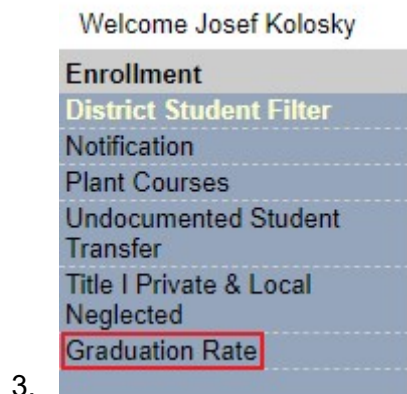 Welcome Josef Kolosky
Enrollment
District Student Filter
Notification
Plant Courses
Undocumented Student
Transfer
Title I Private & Local
Neglected
Graduation Rate
3.